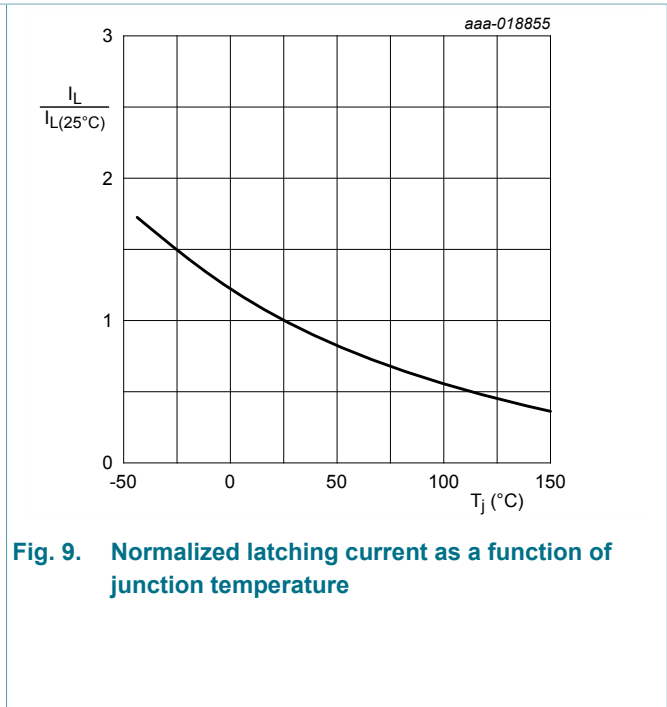 aaa-018855
3
I_L
I_L(25°C)
2
1
0
-50 0 50 100 150
T_j (°C)
Fig. 9. Normalized latching current as a function of
junction temperature